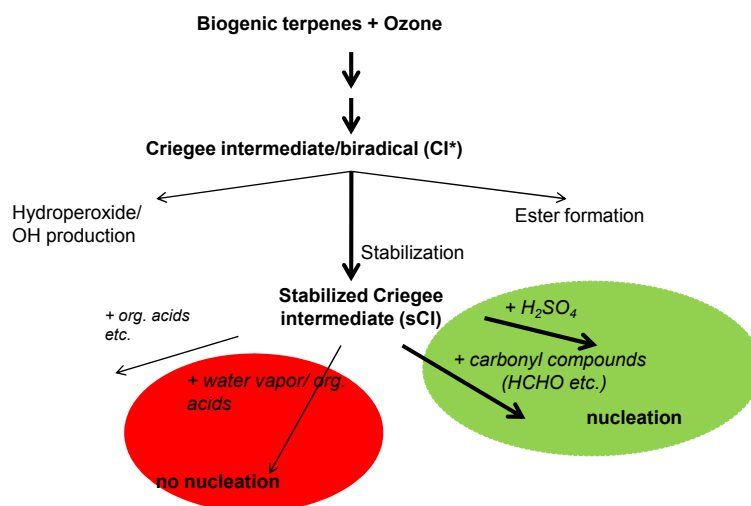 Biogenic terpenes + Ozone
Criegee intermediate/biradical (CI*)
Hydroperoxide/
OH production
Ester formation
Stabilization
Stabilized Criegee
intermediate (sCI)
+ org. acids
etc.
+ H₂SO₄
+ carbonyl compounds
(HCHO etc.)
nucleation
+ water vapor/ org.
acids
no nucleation